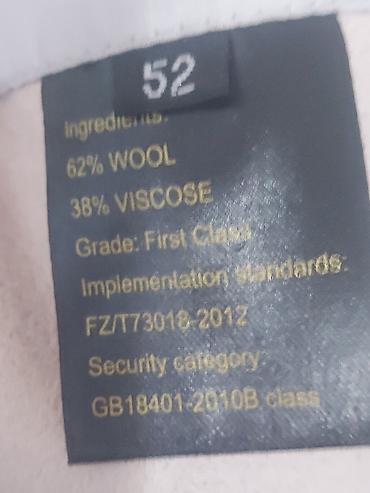 52
Ingredients:
62% WOOL
38% VISCOSE
Grade: First Class
Implementation standards:
FZ/T73018-2012
Security category:
GB18401-2010B class